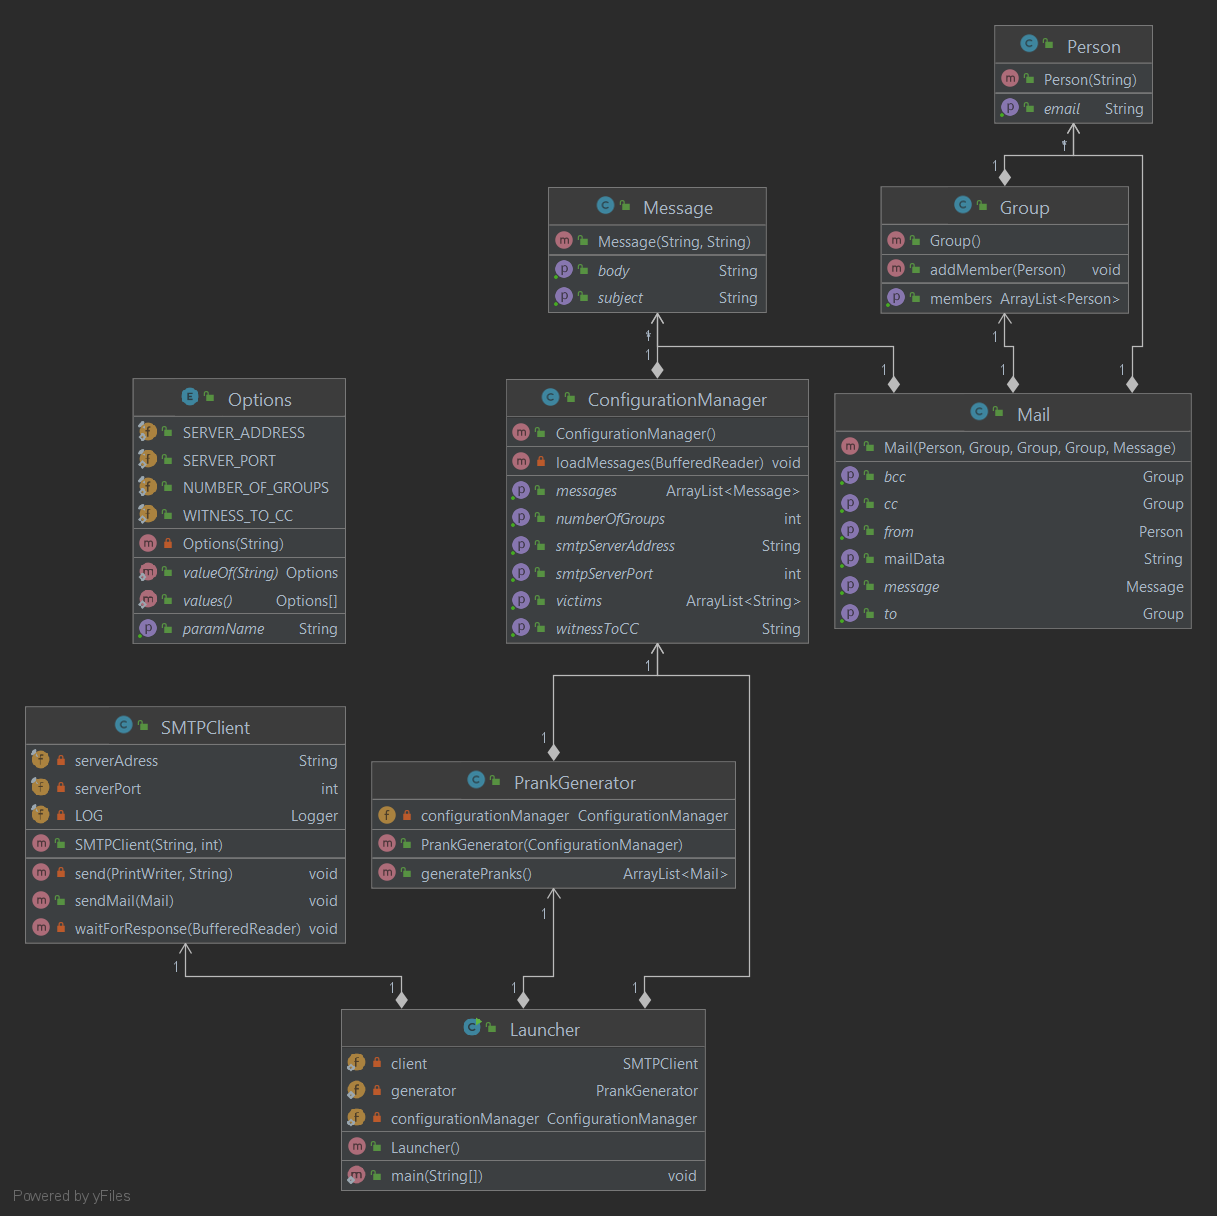 Person
Person(String)
email String
*
1
Message
Message(String, String)
body String
subject String
Group
Group()
addMember(Person) void
members ArrayList<Person>
*
1
1
1
1
1
Options
SERVER_ADDRESS
SERVER_PORT
NUMBER_OF_GROUPS
WITNESS_TO_CC
Options(String)
valueOf(String) Options
values() Options[]
paramName String
ConfigurationManager
ConfigurationManager()
loadMessages(BufferedReader) void
messages ArrayList<Message>
numberOfGroups int
smtpServerAddress String
smtpServerPort int
victims ArrayList<String>
witnessToCC String
Mail
Mail(Person, Group, Group, Group, Message)
bcc Group
cc Group
from Person
mailData String
message Message
to Group
1
1
SMTPClient
serverAdress String
serverPort int
LOG Logger
SMTPClient(String, int)
send(PrintWriter, String) void
sendMail(Mail) void
waitForResponse(BufferedReader) void
PrankGenerator
configurationManager ConfigurationManager
PrankGenerator(ConfigurationManager)
generatePranks() ArrayList<Mail>
1
1
1
1
1
Launcher
client SMTPClient
generator PrankGenerator
configurationManager ConfigurationManager
Launcher()
main(String[]) void
Powered by yFiles